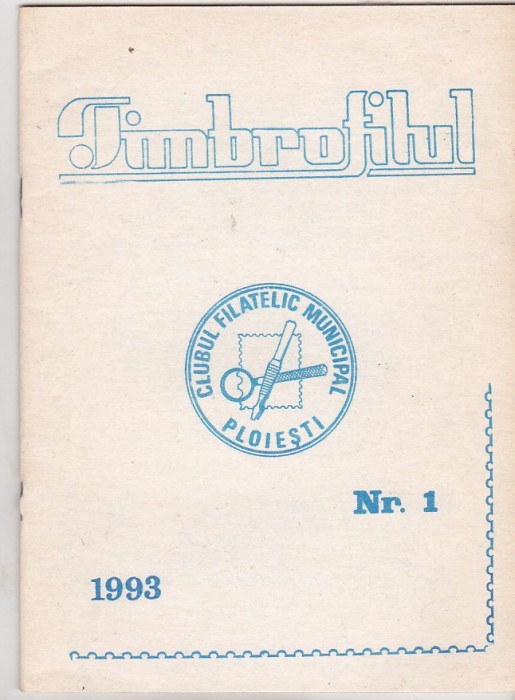 Timbrofilul
CLUBUL FILATELIC MUNICIPAL
PLOIEȘTI
Nr. 1
1993